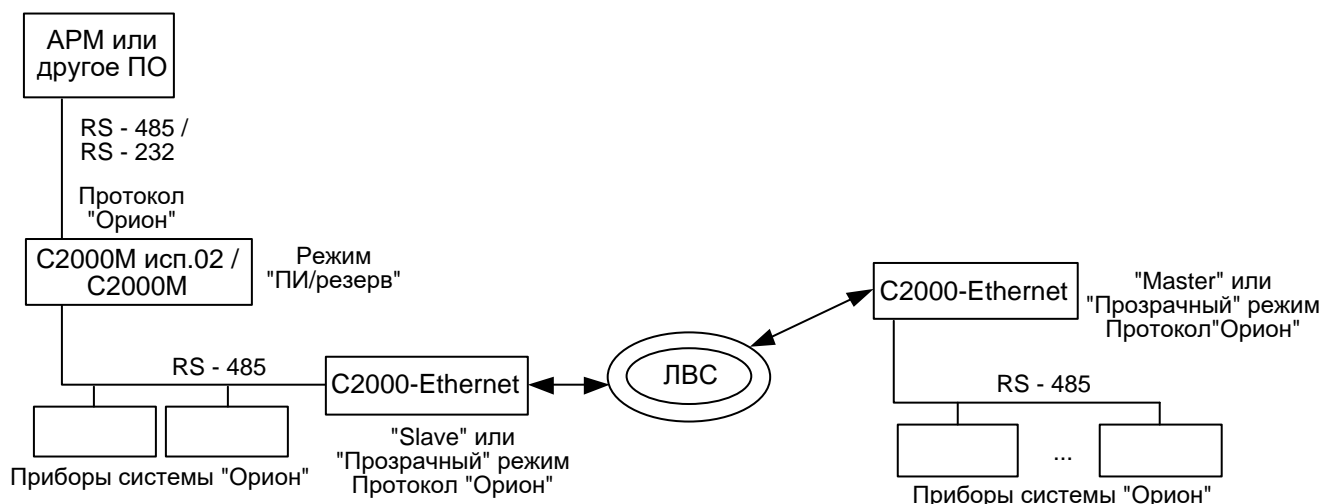 АРМ или
другое ПО
RS - 485 /
RS - 232
Протокол
"Орион"
С2000М исп.02 /
С2000М
Режим
"ПИ/резерв"
RS - 485
С2000-Ethernet
"Slave" или
"Прозрачный" режим
Протокол "Орион"
Приборы системы "Орион"
ЛВС
С2000-Ethernet
"Master" или
"Прозрачный" режим
Протокол"Орион"
RS - 485
...
Приборы системы "Орион"